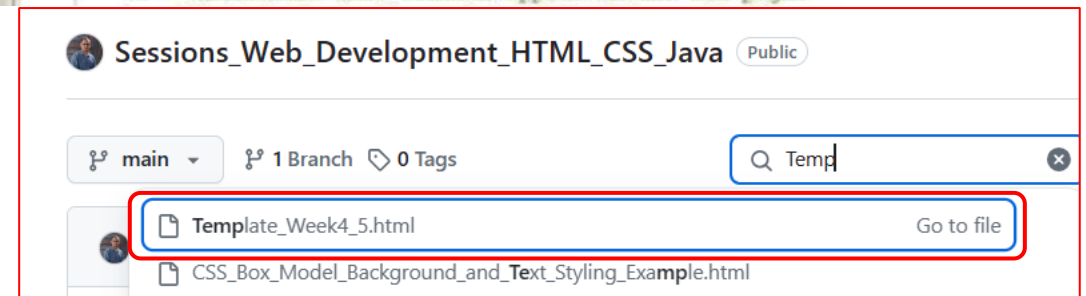 Sessions_Web_Development_HTML_CSS_Java Public
main 1 Branch 0 Tags Temp
Template_Week4_5.html Go to file
CSS_Box_Model_Background_and_Text_Styling_Example.html